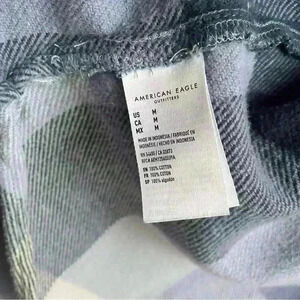 AMERICAN EAGLE
OUTFITTERS
US M
CA M
MX M
MADE IN INDONESIA / FABRIQUÉ EN
INDONÉSIE / HECHO EN INDONESIA
EN 100% COTTON
FR 100% COTON
SP 100% algodón